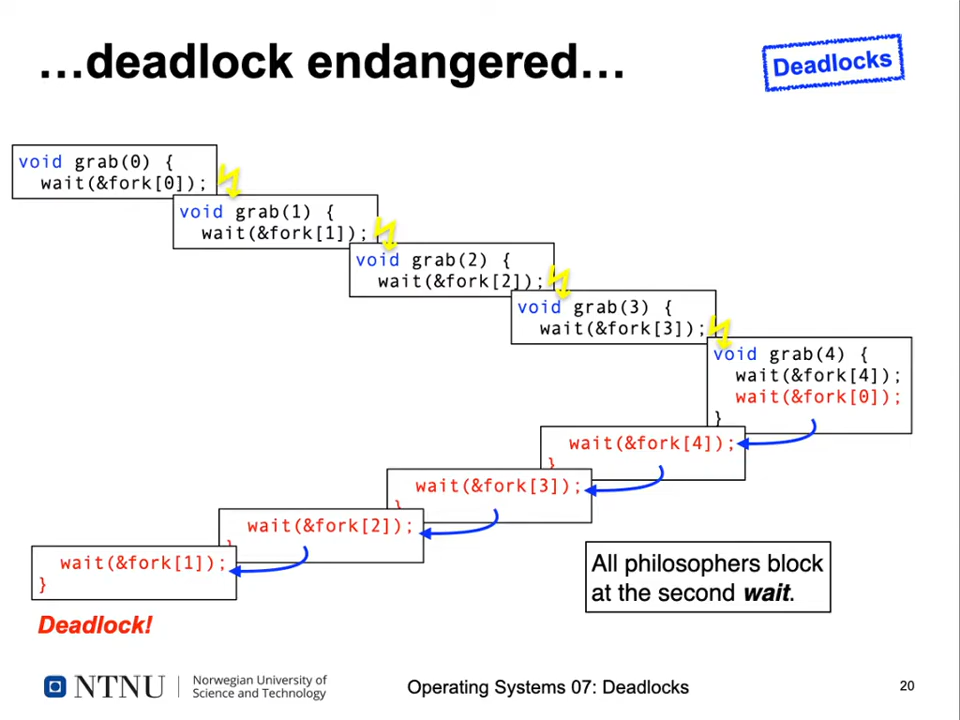 …deadlock endangered…
Deadlocks
void grab(0) {
wait(&fork[0]);
void grab(1) {
wait(&fork[1]);
void grab(2) {
wait(&fork[2]);
void grab(3) {
wait(&fork[3]);
void grab(4) {
wait(&fork[4]);
wait(&fork[0]);
}
wait(&fork[4]);
}
wait(&fork[3]);
}
wait(&fork[2]);
}
wait(&fork[1]);
}
All philosophers block
at the second wait.
Deadlock!
NTNU
Norwegian University of
Science and Technology
Operating Systems 07: Deadlocks
20